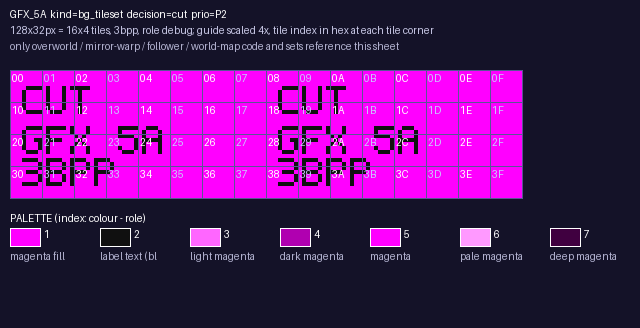 GFX_5A kind=bg_tileset decision=cut prio=P2
128x32px = 16x4 tiles, 3bpp, role debug; guide scaled 4x, tile index in hex at each tile corner
only overworld / mirror-warp / follower / world-map code and sets reference this sheet
00 01 02 03 04 05 06 07 08 09 0A 0B 0C 0D 0E 0F
CUT CUT
10 11 12 13 14 15 16 17 18 19 1A 1B 1C 1D 1E 1F
GFX 5A GFX 5A
20 21 22 23 24 25 26 27 28 29 2A 2B 2C 2D 2E 2F
3BPP 3BPP
30 31 32 33 34 35 36 37 38 39 3A 3B 3C 3D 3E 3F
PALETTE (index: colour - role)
1 2 3 4 5 6 7
magenta fill label text (bl light magenta dark magenta magenta pale magenta deep magenta